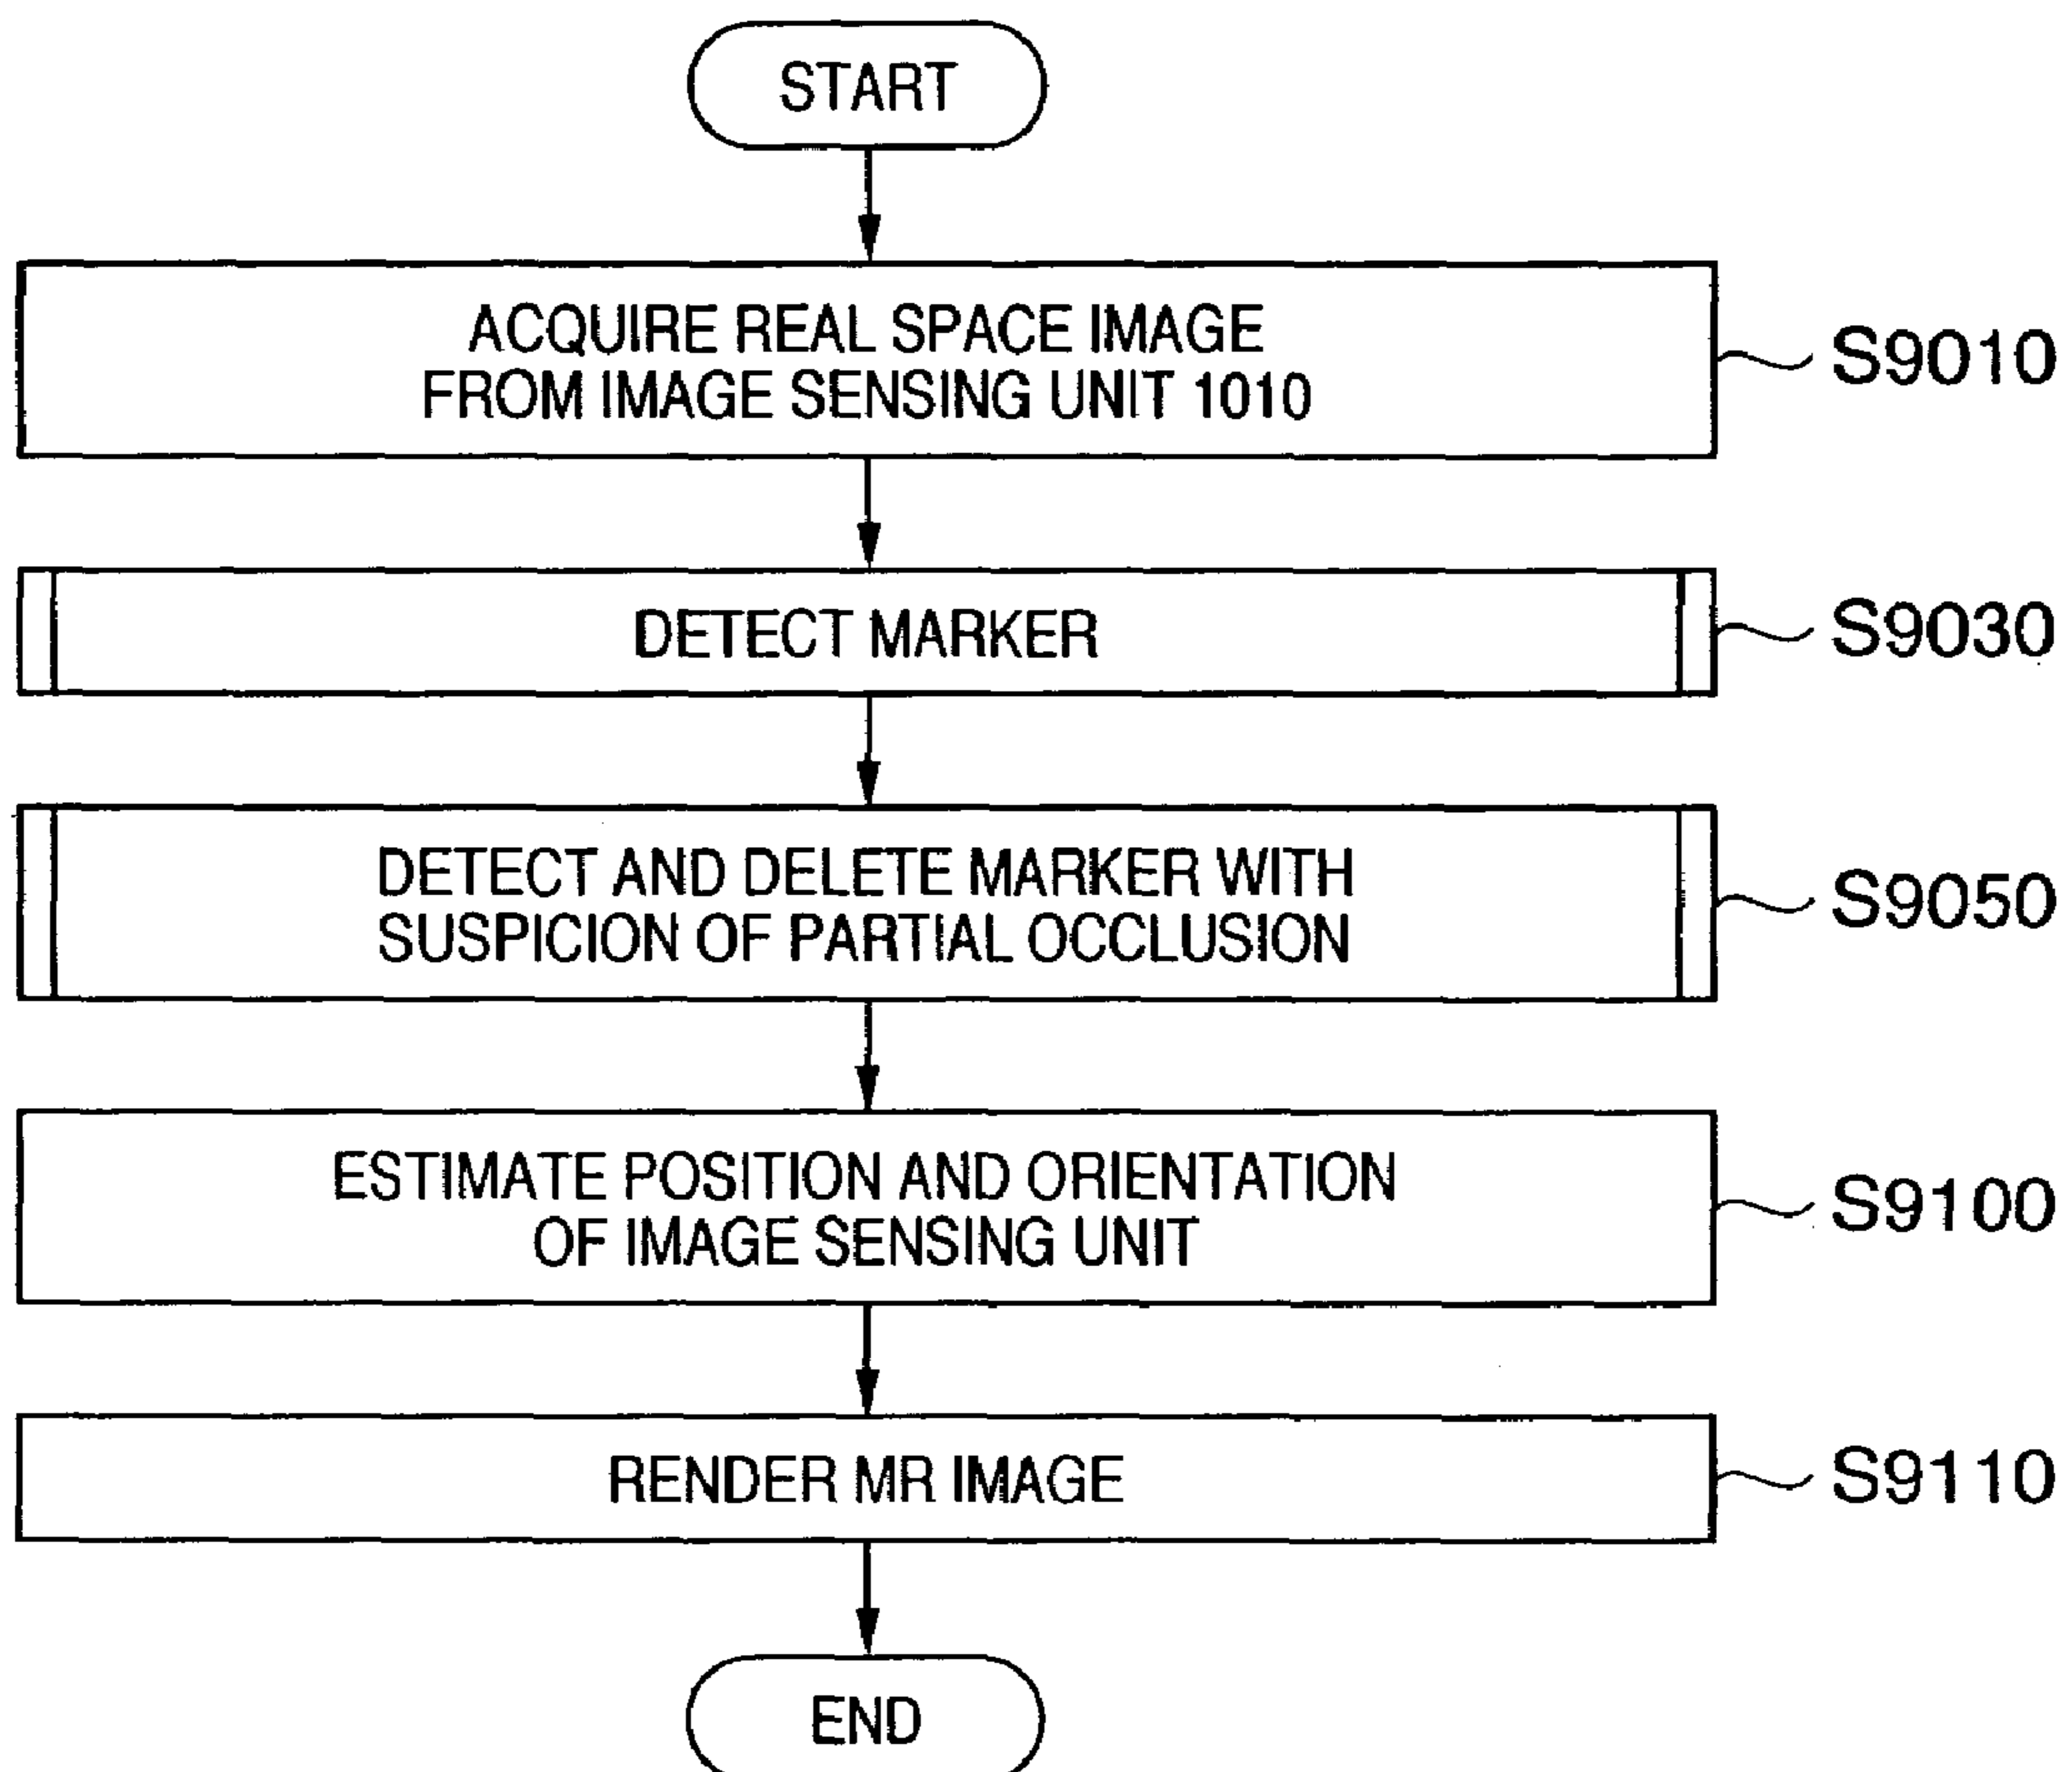 START
ACQUIRE REAL SPACE IMAGE
FROM IMAGE SENSING UNIT 1010
S9010
DETECT MARKER
S9030
DETECT AND DELETE MARKER WITH
SUSPICION OF PARTIAL OCCLUSION
S9050
ESTIMATE POSITION AND ORIENTATION
OF IMAGE SENSING UNIT
S9100
RENDER MR IMAGE
S9110
END